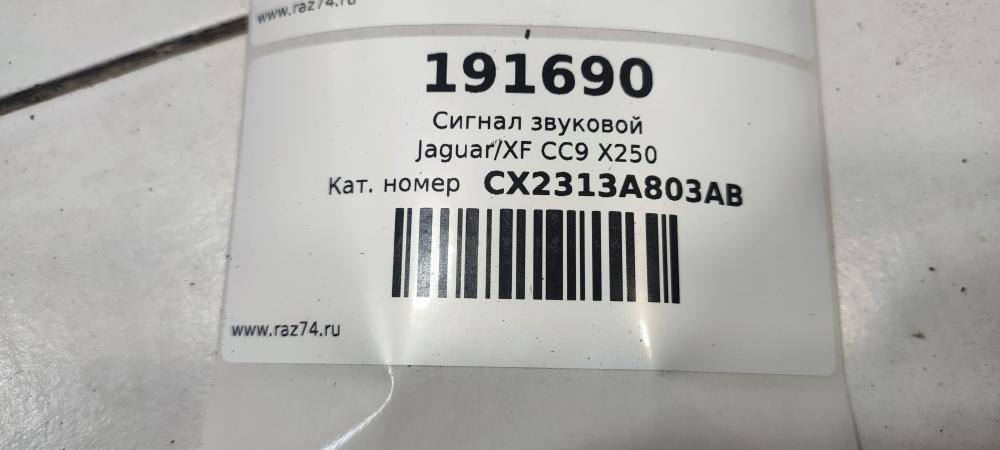 www.raz74.ru
191690
Сигнал звуковой
Jaguar/XF CC9 X250
Кат. номер CX2313A803AB
www.raz74.ru